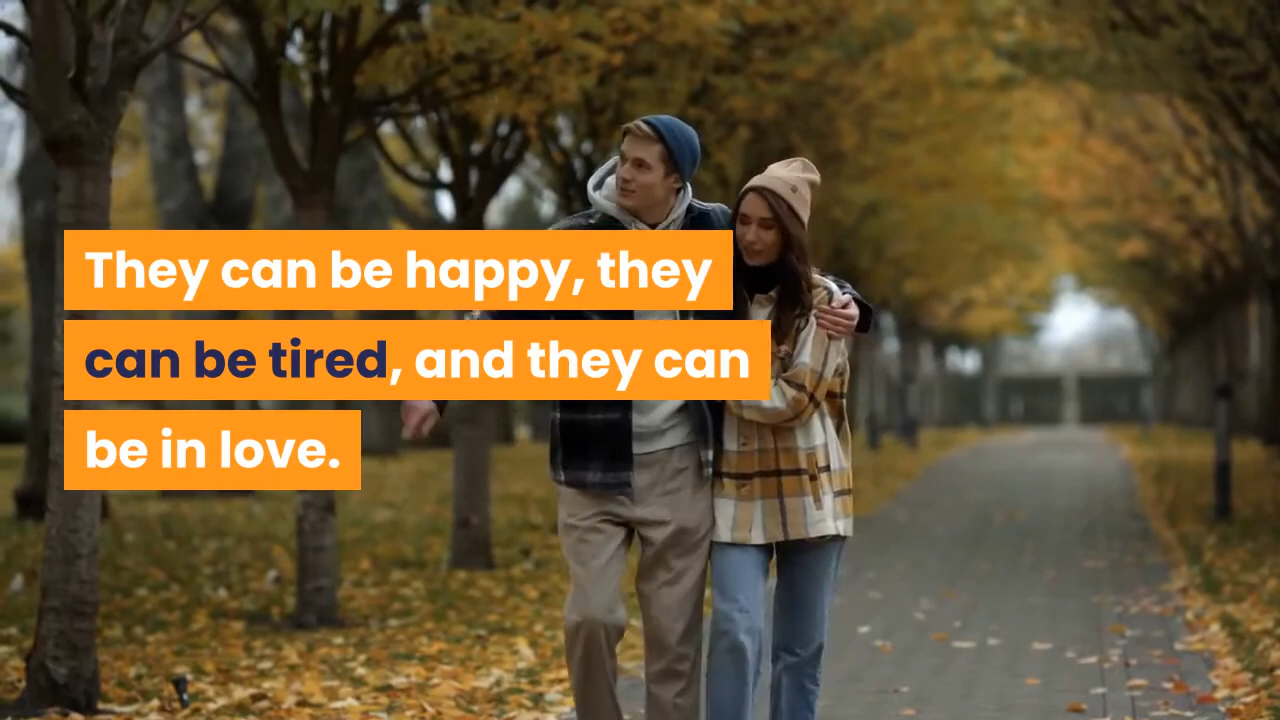 They can be happy, they
can be tired, and they can
be in love.